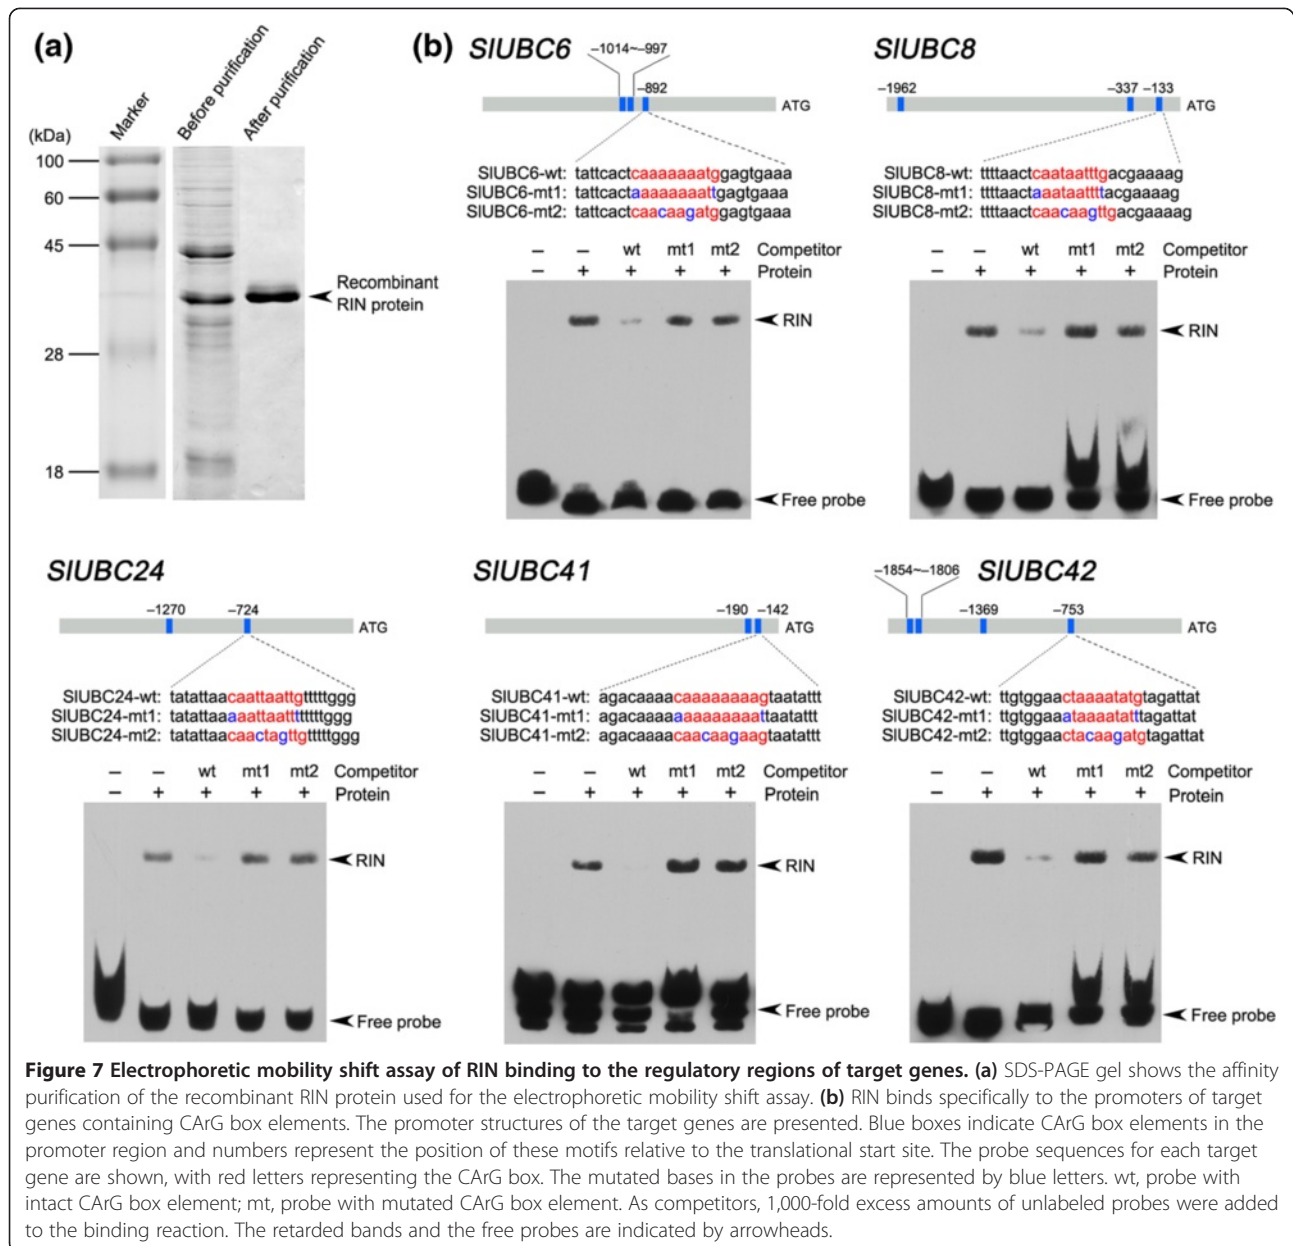 (a)
Marker
Before purification
After purification
(kDa)
100
60
45
28
18
Recombinant
RIN protein
(b) SlUBC6
–1014~–997
–892
ATG
SlUBC6-wt: tattcactcaaaaaaatggagtgaaa
SlUBC6-mt1: tattcactaaaaaaaattgagtgaaa
SlUBC6-mt2: tattcactcaacaagatggagtgaaa
– – wt mt1 mt2 Competitor
– + + + + Protein
RIN
Free probe
SlUBC8
–1962
–337 –133
ATG
SlUBC8-wt: ttttaactcaataatttgacgaaaag
SlUBC8-mt1: ttttaactaaataattttacgaaaag
SlUBC8-mt2: ttttaactcaacaagttgacgaaaag
– – wt mt1 mt2 Competitor
– + + + + Protein
RIN
Free probe
SlUBC24
–1270
–724
ATG
SlUBC24-wt: tatattaacaattaattgtttttggg
SlUBC24-mt1: tatattaaaaattaattttttttggg
SlUBC24-mt2: tatattaacaactagttgtttttggg
– – wt mt1 mt2 Competitor
– + + + + Protein
RIN
Free probe
SlUBC41
–190 –142
ATG
SlUBC41-wt: agacaaaacaaaaaaaagtaatattt
SlUBC41-mt1: agacaaaaaaaaaaaaattaatattt
SlUBC41-mt2: agacaaaacaacaagaagtaatattt
– – wt mt1 mt2 Competitor
– + + + + Protein
RIN
Free probe
–1854~–1806 SlUBC42
–1369
–753
ATG
SlUBC42-wt: ttgtggaactaaaatatgtagattat
SlUBC42-mt1: ttgtggaaataaaatatttagattat
SlUBC42-mt2: ttgtggaactacaagatgtagattat
– – wt mt1 mt2 Competitor
– + + + + Protein
RIN
Free probe
Figure 7 Electrophoretic mobility shift assay of RIN binding to the regulatory regions of target genes. (a) SDS-PAGE gel shows the affinity
purification of the recombinant RIN protein used for the electrophoretic mobility shift assay. (b) RIN binds specifically to the promoters of target
genes containing CArG box elements. The promoter structures of the target genes are presented. Blue boxes indicate CArG box elements in the
promoter region and numbers represent the position of these motifs relative to the translational start site. The probe sequences for each target
gene are shown, with red letters representing the CArG box. The mutated bases in the probes are represented by blue letters. wt, probe with
intact CArG box element; mt, probe with mutated CArG box element. As competitors, 1,000-fold excess amounts of unlabeled probes were added
to the binding reaction. The retarded bands and the free probes are indicated by arrowheads.